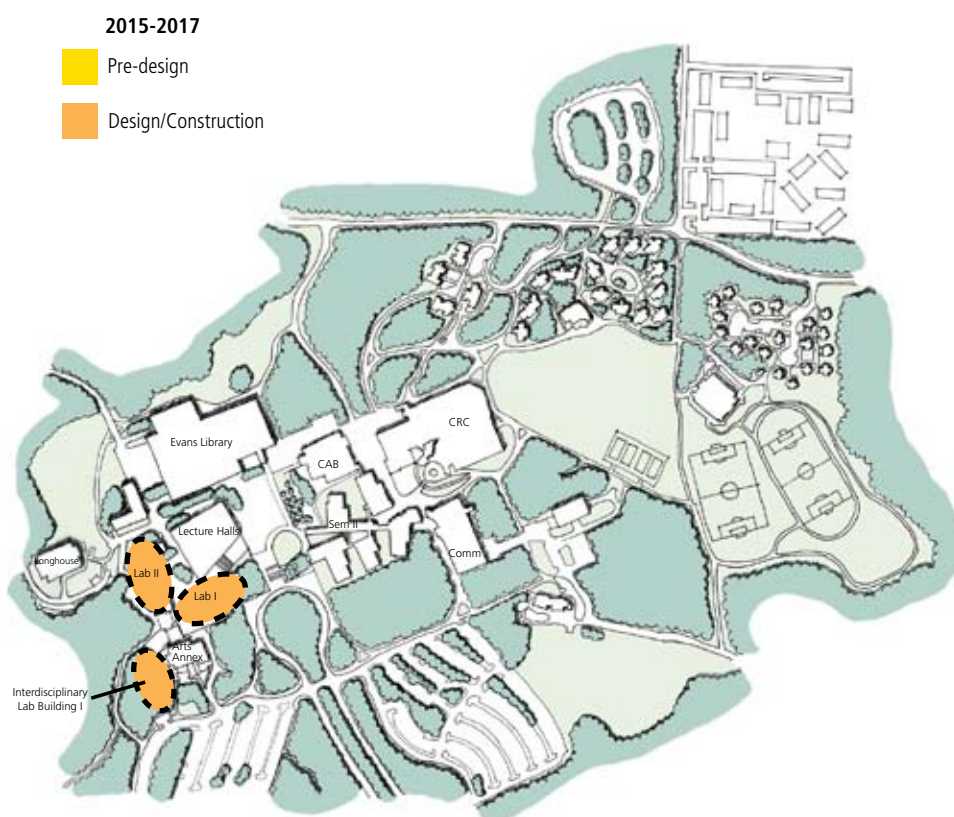 2015-2017
Pre-design
Design/Construction
CRC
Evans Library
CAB
Sem II
Lecture Halls
Comm
Longhouse
Lab II
Lab I
Arts
Annex
Interdisciplinary
Lab Building I